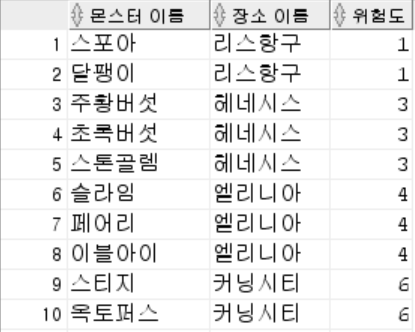 몬스터 이름 장소 이름 위험도
1 스포아 리스항구 1
2 달팽이 리스항구 1
3 주황버섯 헤네시스 3
4 초록버섯 헤네시스 3
5 스톤골렘 헤네시스 3
6 슬라임 엘리니아 4
7 페어리 엘리니아 4
8 이블아이 엘리니아 4
9 스티지 커닝시티 6
10 옥토퍼스 커닝시티 6